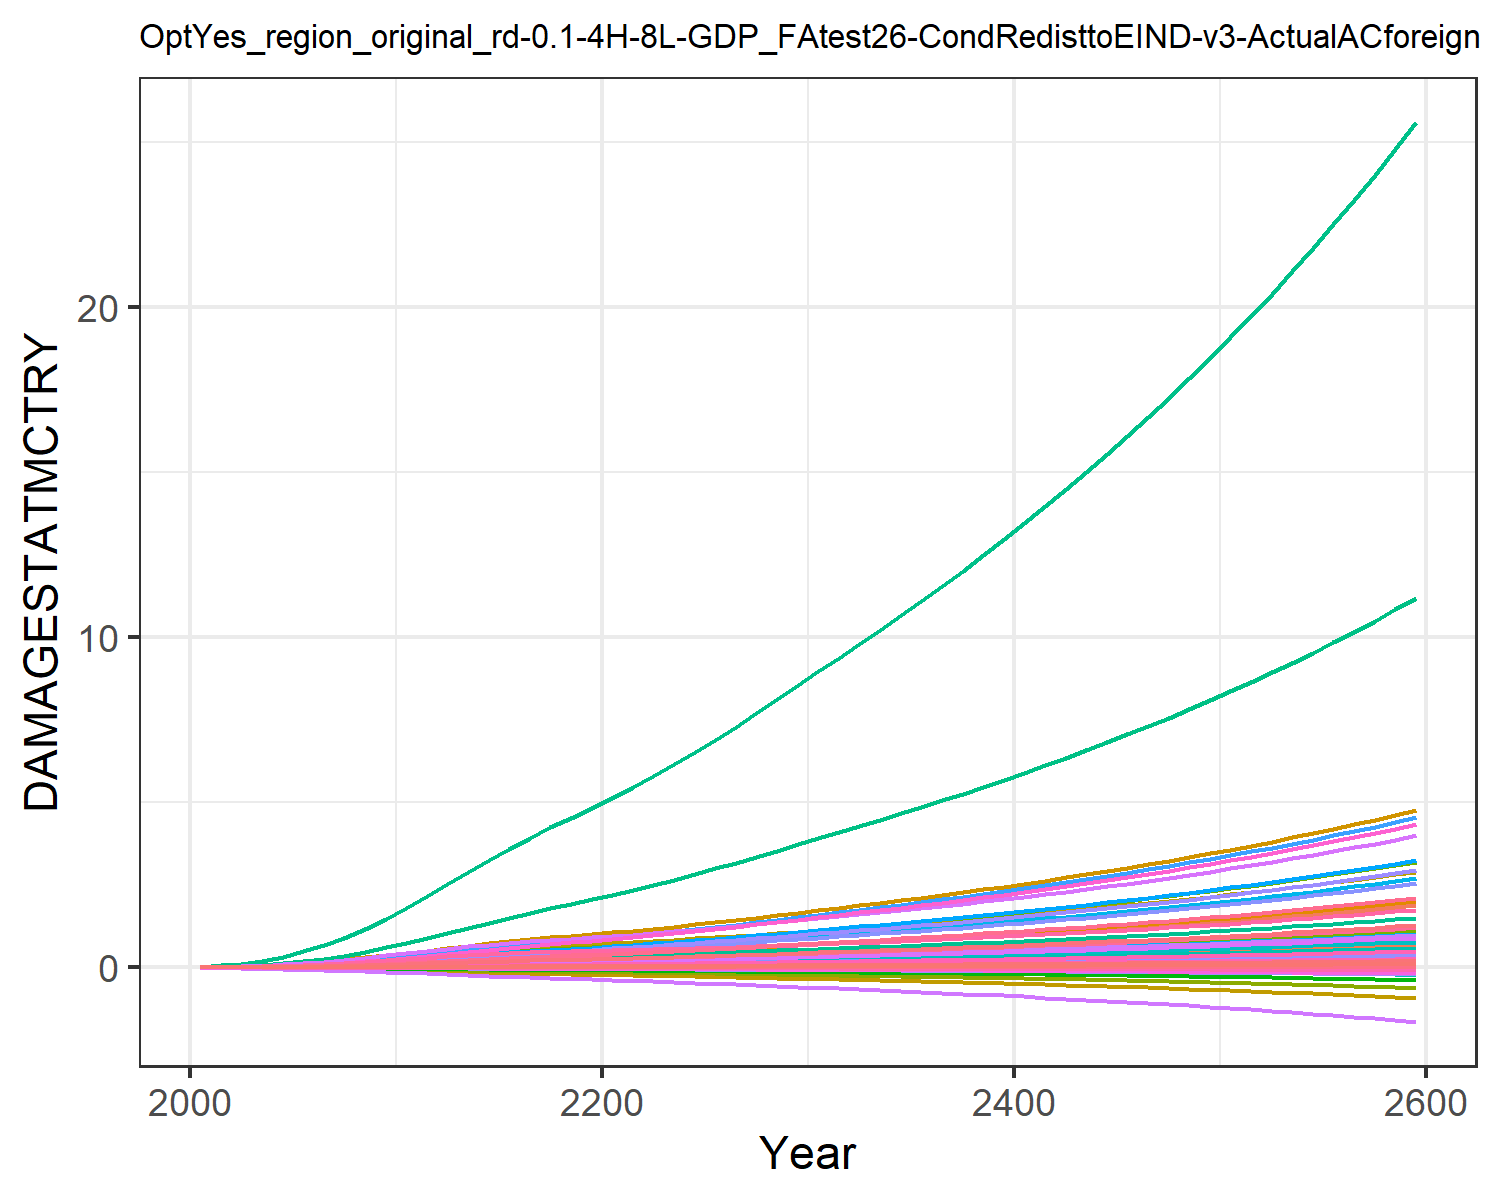 OptYes_region_original_rd-0.1-4H-8L-GDP_FAtest26-CondRedisttoEIND-v3-ActualACforeign
DAMAGESTATMCTRY
20
10
0
2000
2200
2400
2600
Year